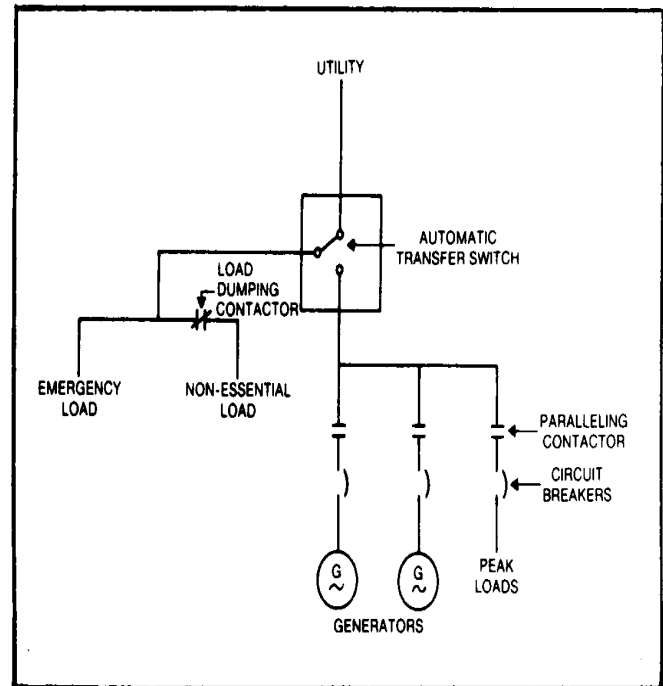 UTILITY
AUTOMATIC
TRANSFER SWITCH
LOAD
DUMPING
CONTACTOR
EMERGENCY
LOAD
NON-ESSENTIAL
LOAD
PARALLELING
CONTACTOR
CIRCUIT
BREAKERS
G
~
G
~
PEAK
LOADS
GENERATORS